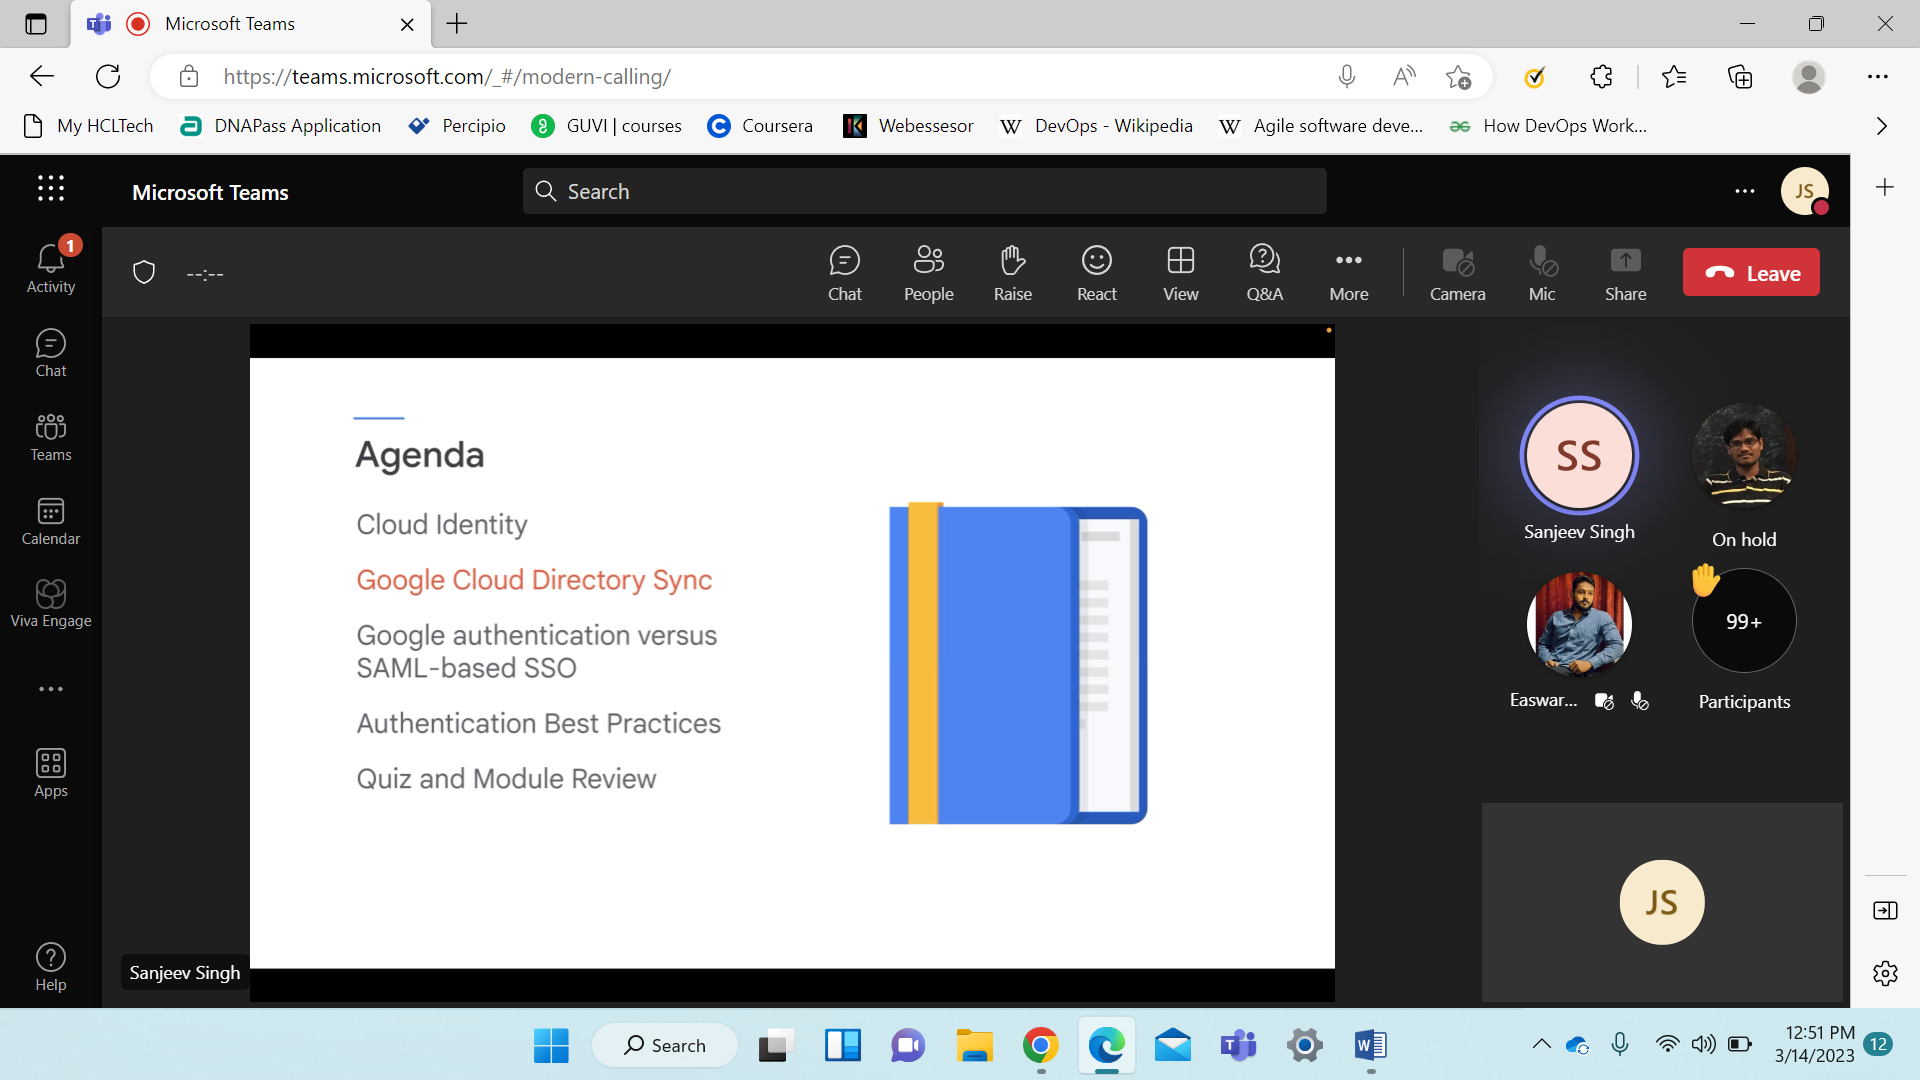 Microsoft Teams
https://teams.microsoft.com/_#/modern-calling/
My HCLTech
DNAPass Application
Percipio
GUVI | courses
Coursera
Webessesor
DevOps - Wikipedia
Agile software deve...
How DevOps Work...
Microsoft Teams
Search
JS
1
Activity
Chat
Teams
Calendar
Viva Engage
Apps
Help
--:--
Chat
People
Raise
React
View
Q&A
More
Camera
Mic
Share
Leave
Agenda
Cloud Identity
Google Cloud Directory Sync
Google authentication versus
SAML-based SSO
Authentication Best Practices
Quiz and Module Review
Sanjeev Singh
SS
Sanjeev Singh
On hold
Easwar...
99+
Participants
JS
Search
12:51 PM
3/14/2023
12